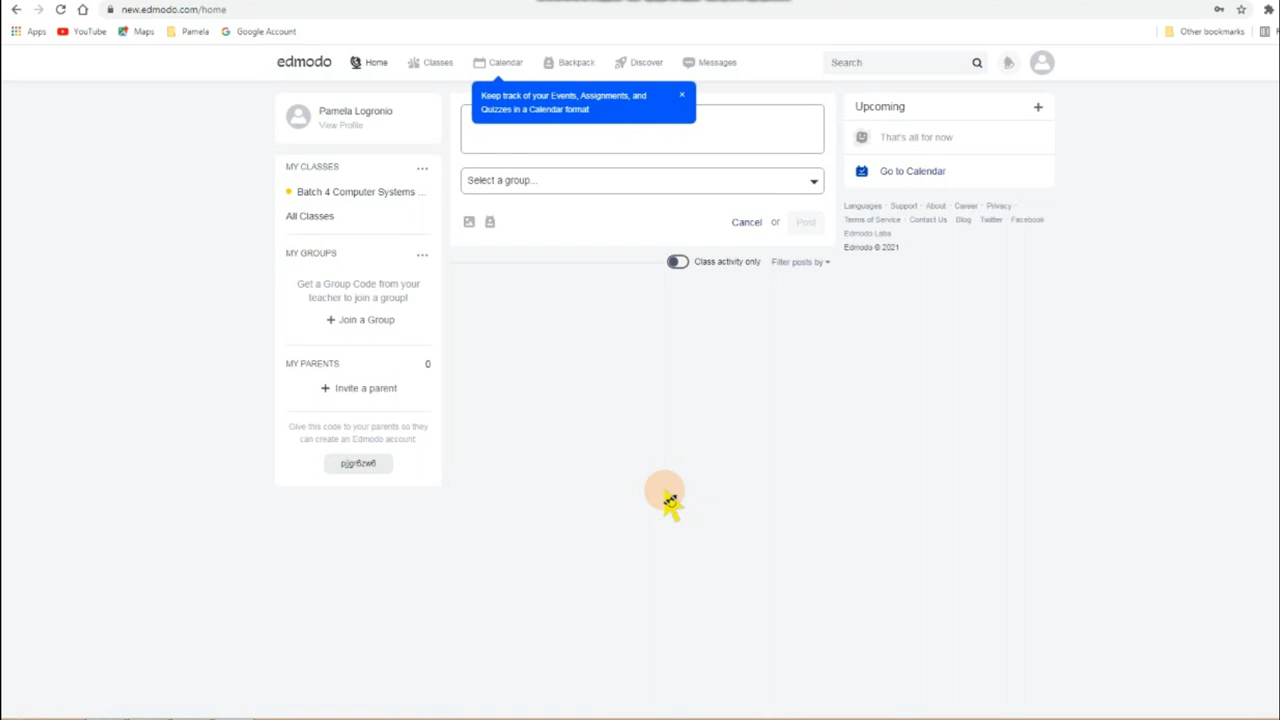 new.edmodo.com/home
Apps YouTube Maps Pamela Google Account Other bookmarks
edmodo Home Classes Calendar Backpack Discover Messages Search
Keep track of your Events, Assignments, and
Quizzes in a Calendar format
×
Pamela Logronio
View Profile
MY CLASSES ...
Batch 4 Computer Systems ...
All Classes
MY GROUPS ...
Get a Group Code from your
teacher to join a group!
+ Join a Group
MY PARENTS 0
+ Invite a parent
Give this code to your parents so they
can create an Edmodo account
pjjgr6zw6
Select a group...
Cancel or Post
Class activity only Filter posts by
Upcoming +
That's all for now
Go to Calendar
Languages · Support · About · Career · Privacy ·
Terms of Service · Contact Us · Blog · Twitter · Facebook
Edmodo Labs
Edmodo © 2021